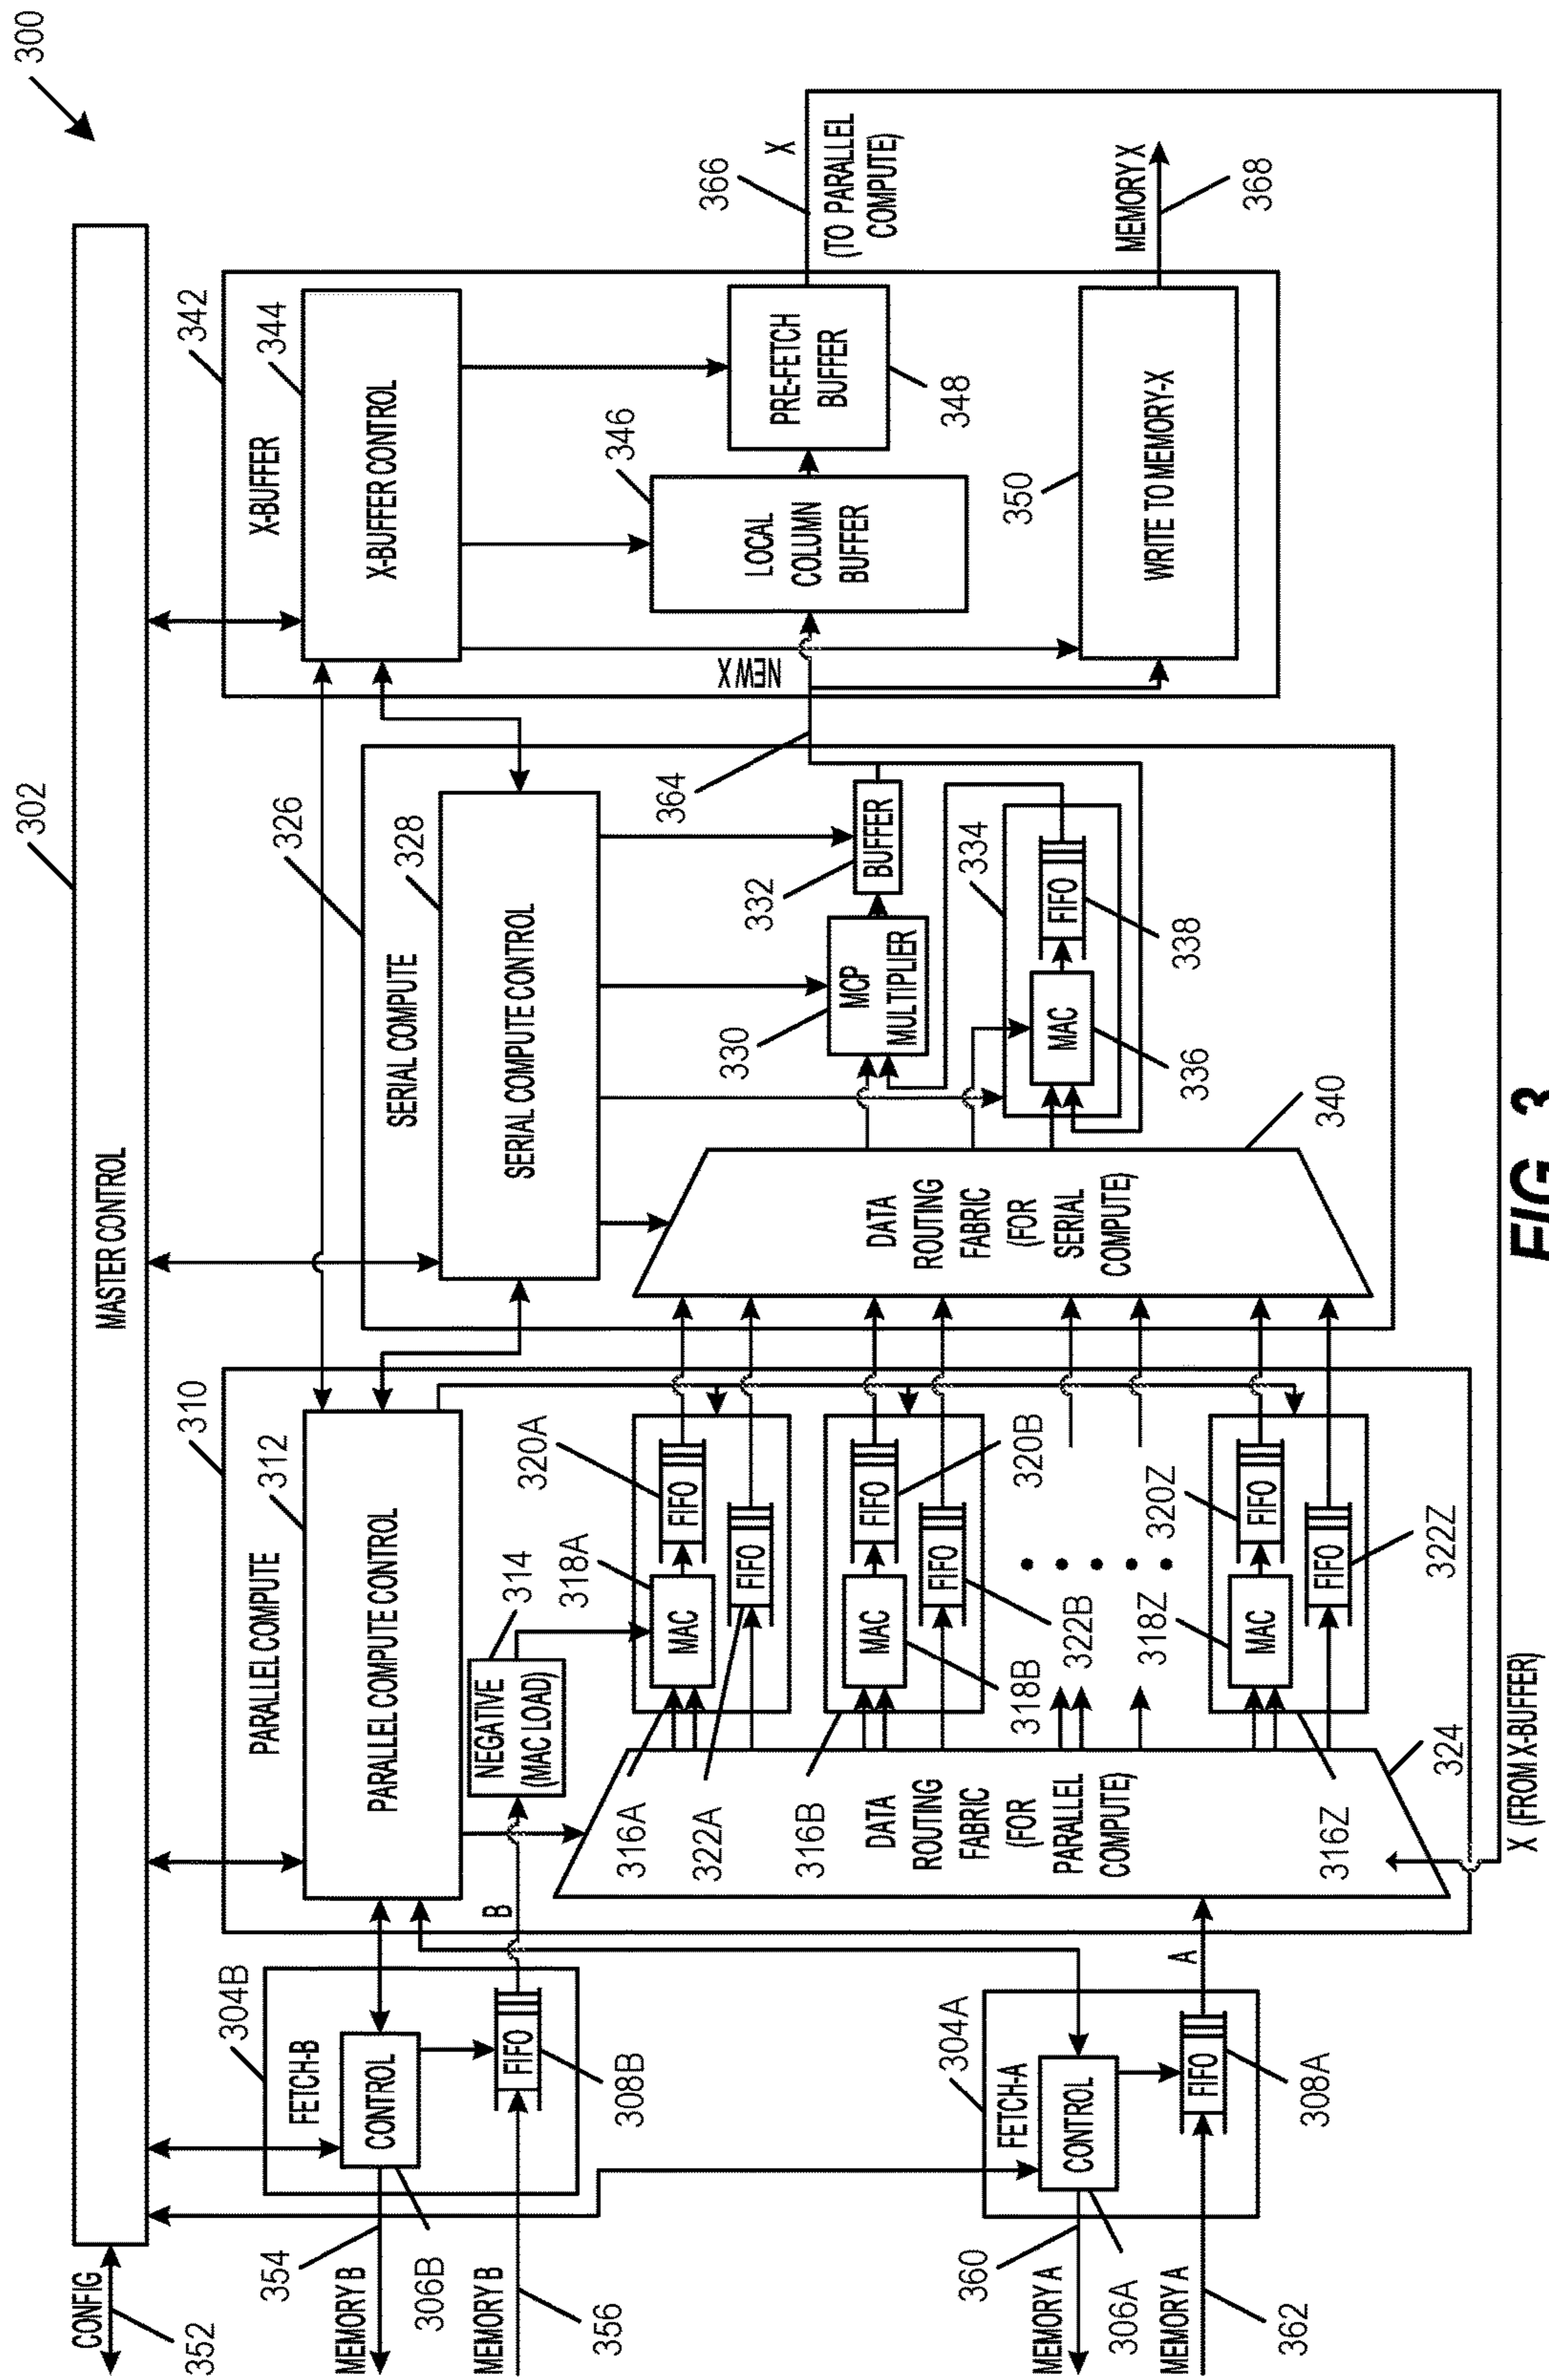 300
302
MASTER CONTROL
CONFIG
352
304B
FETCH-B
CONTROL
FIFO
308B
354
MEMORY B
306B
MEMORY B
356
B
304A
FETCH-A
CONTROL
FIFO
308A
360
MEMORY A
306A
MEMORY A
362
A
310
PARALLEL COMPUTE
312
PARALLEL COMPUTE CONTROL
314
NEGATIVE
(MAC LOAD)
316A
318A
MAC
320A
FIFO
322A
FIFO
316B
318B
MAC
320B
FIFO
322B
FIFO
316Z
318Z
MAC
320Z
FIFO
322Z
FIFO
DATA
ROUTING
FABRIC
(FOR
PARALLEL
COMPUTE)
324
X (FROM X-BUFFER)
326
SERIAL COMPUTE
328
SERIAL COMPUTE CONTROL
330
MCP
MULTIPLIER
332
BUFFER
334
336
MAC
338
FIFO
DATA
ROUTING
FABRIC
(FOR
SERIAL
COMPUTE)
340
364
342
X-BUFFER
344
X-BUFFER CONTROL
NEW X
346
LOCAL
COLUMN
BUFFER
348
PRE-FETCH
BUFFER
350
WRITE TO MEMORY-X
366
X
(TO PARALLEL
COMPUTE)
MEMORY X
368
FIG. 3